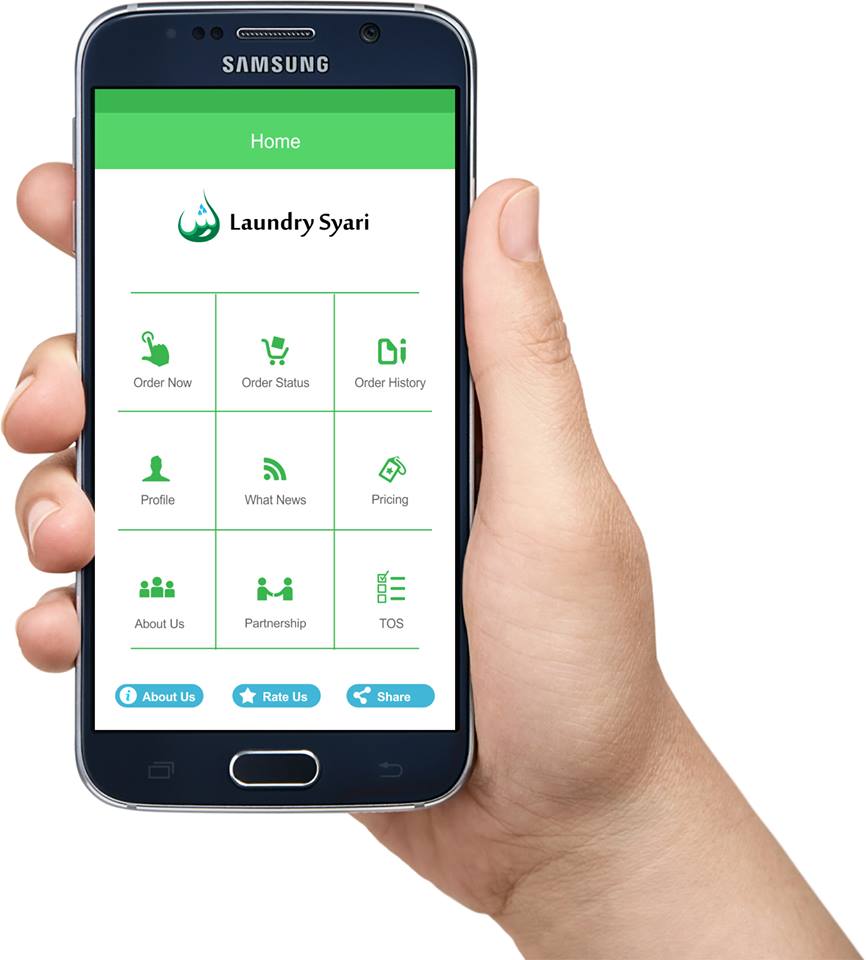 SAMSUNG
Home
Laundry Syari
Order Now
Order Status
Order History
Profile
What News
Pricing
About Us
Partnership
TOS
About Us
Rate Us
Share